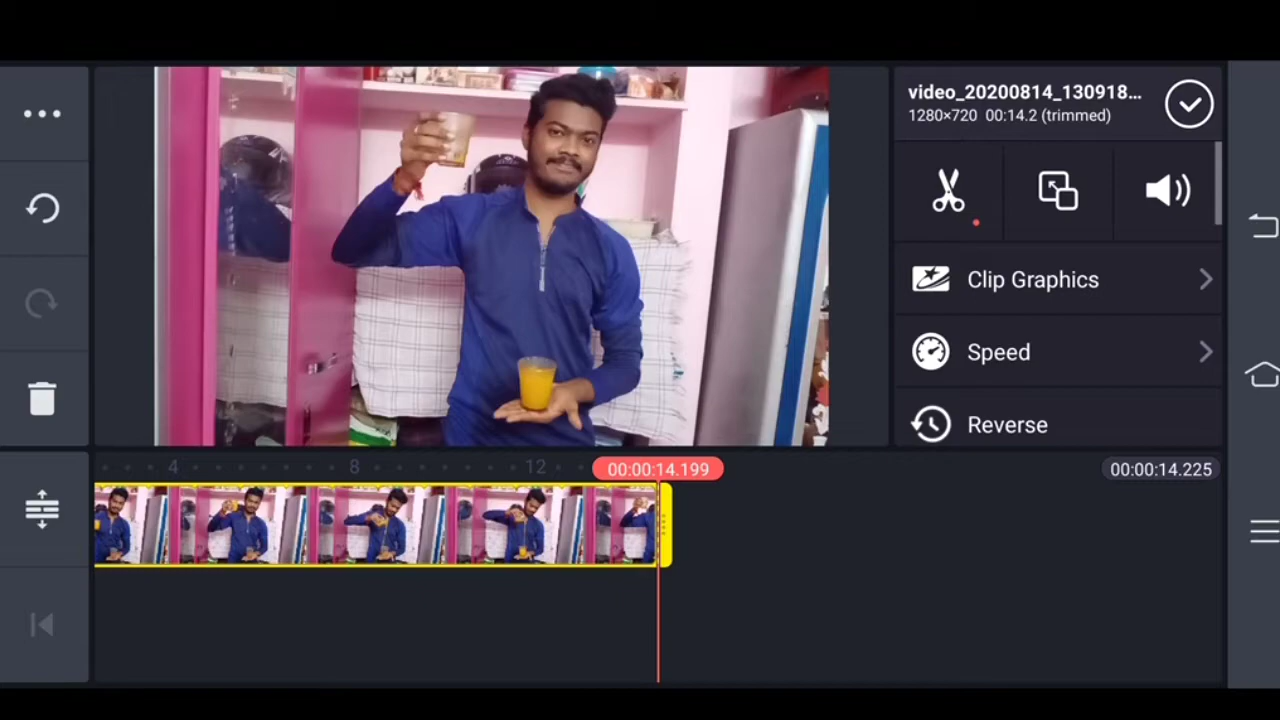 video_20200814_130918...
1280×720 00:14.2 (trimmed)
Clip Graphics
Speed
Reverse
4
8
12
00:00:14.199
00:00:14.225